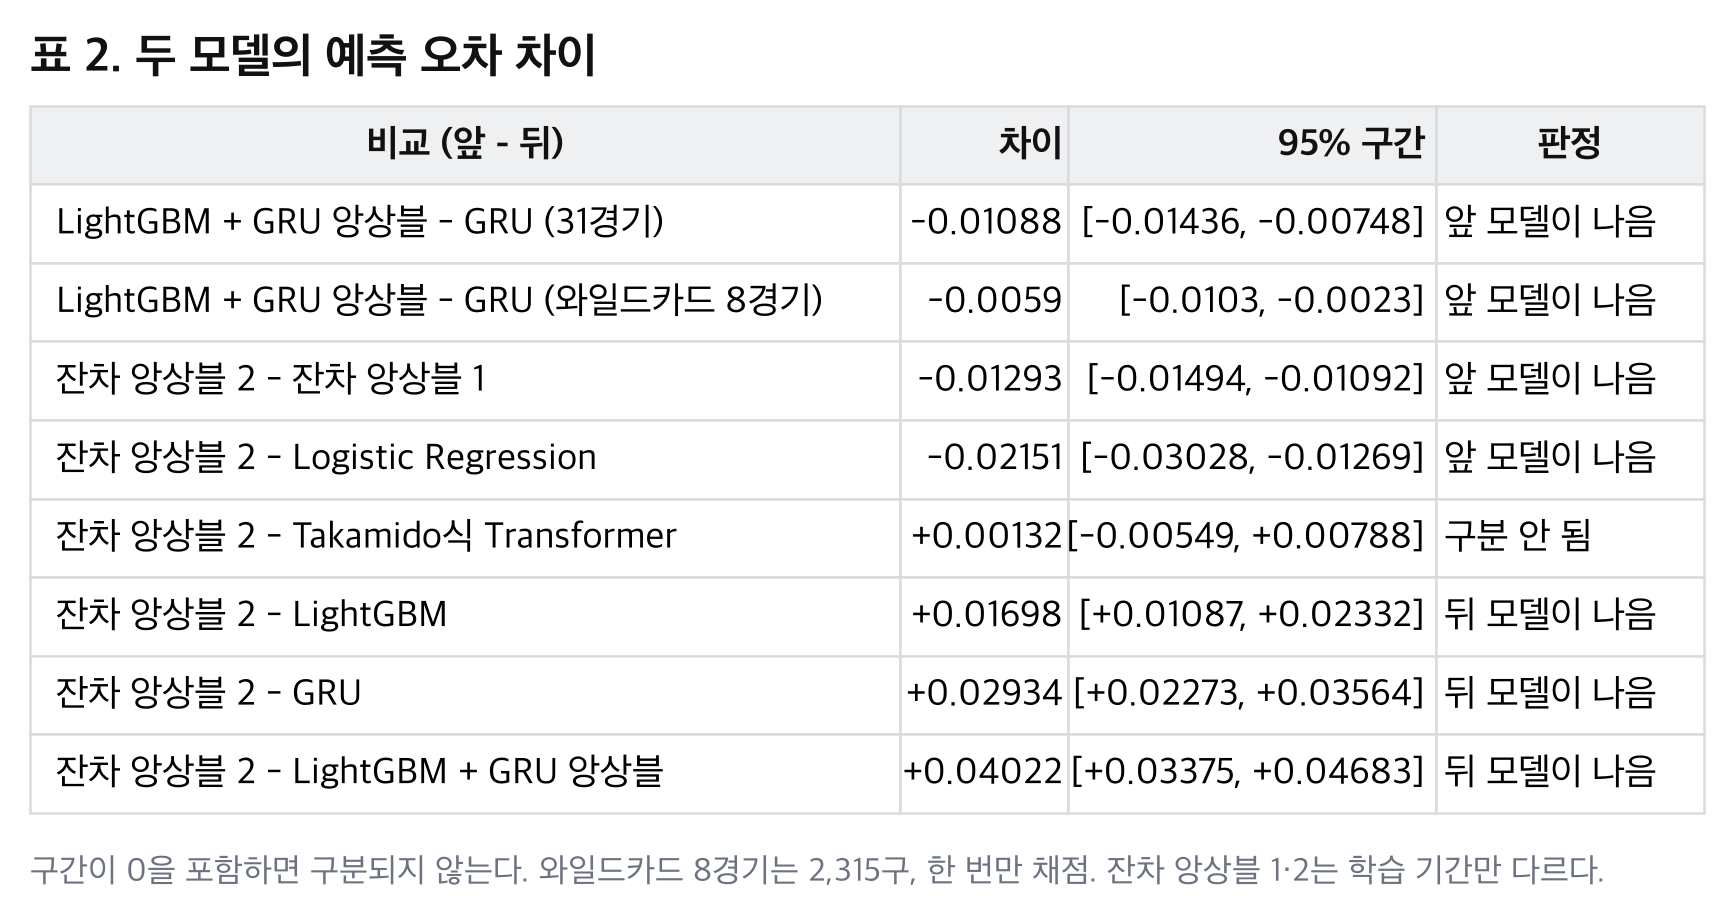 표 2. 두 모델의 예측 오차 차이
비교 (앞 - 뒤) 차이 95% 구간 판정
LightGBM + GRU 앙상블 - GRU (31경기) -0.01088 [-0.01436, -0.00748] 앞 모델이 나음
LightGBM + GRU 앙상블 - GRU (와일드카드 8경기) -0.0059 [-0.0103, -0.0023] 앞 모델이 나음
잔차 앙상블 2 - 잔차 앙상블 1 -0.01293 [-0.01494, -0.01092] 앞 모델이 나음
잔차 앙상블 2 - Logistic Regression -0.02151 [-0.03028, -0.01269] 앞 모델이 나음
잔차 앙상블 2 - Takamido식 Transformer +0.00132 [-0.00549, +0.00788] 구분 안 됨
잔차 앙상블 2 - LightGBM +0.01698 [+0.01087, +0.02332] 뒤 모델이 나음
잔차 앙상블 2 - GRU +0.02934 [+0.02273, +0.03564] 뒤 모델이 나음
잔차 앙상블 2 - LightGBM + GRU 앙상블 +0.04022 [+0.03375, +0.04683] 뒤 모델이 나음
구간이 0을 포함하면 구분되지 않는다. 와일드카드 8경기는 2,315구, 한 번만 채점. 잔차 앙상블 1·2는 학습 기간만 다르다.